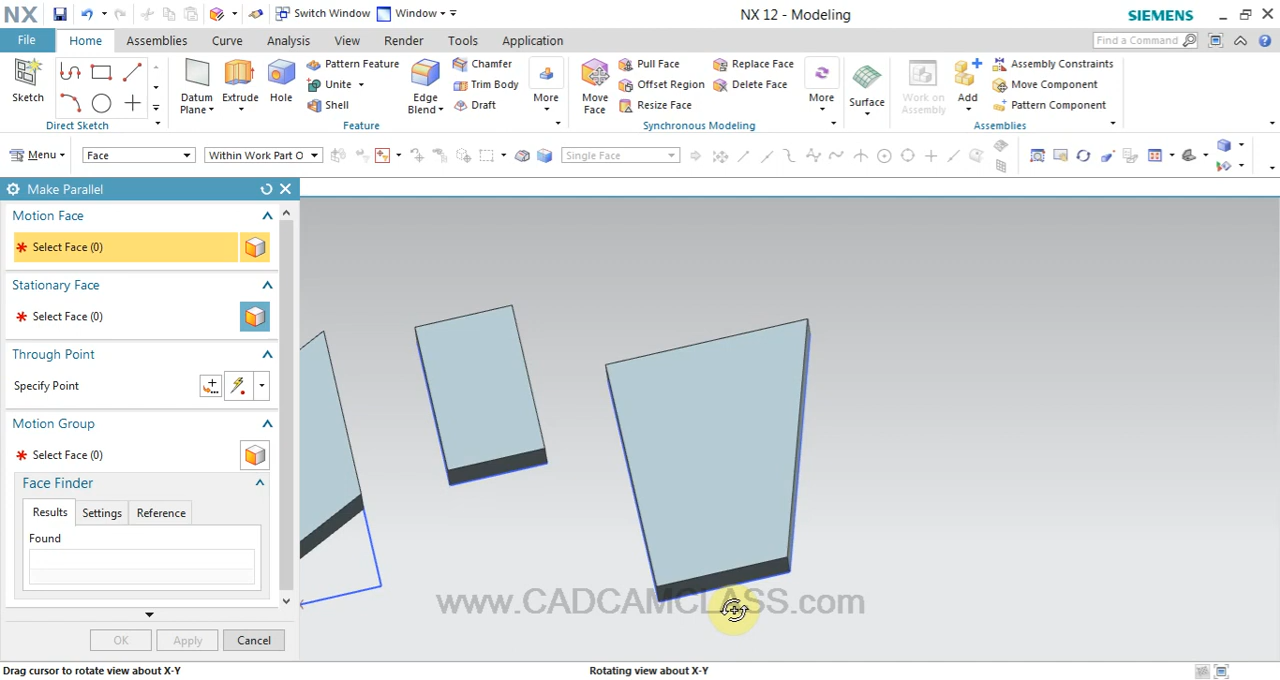 NX
Switch Window
Window
NX 12 - Modeling
SIEMENS
File
Home
Assemblies
Curve
Analysis
View
Render
Tools
Application
Find a Command
Sketch
Direct Sketch
Datum
Plane
Extrude
Hole
Pattern Feature
Unite
Shell
Edge
Blend
Chamfer
Trim Body
Draft
More
Feature
Move
Face
Pull Face
Offset Region
Resize Face
Replace Face
Delete Face
More
Synchronous Modeling
Surface
Work on
Assembly
Add
Assembly Constraints
Move Component
Pattern Component
Assemblies
Menu
Face
Within Work Part O
Single Face
Make Parallel
Motion Face
Select Face (0)
Stationary Face
Select Face (0)
Through Point
Specify Point
Motion Group
Select Face (0)
Face Finder
Results
Settings
Reference
Found
OK
Apply
Cancel
www.CADCAMCLASS.com
Drag cursor to rotate view about X-Y
Rotating view about X-Y